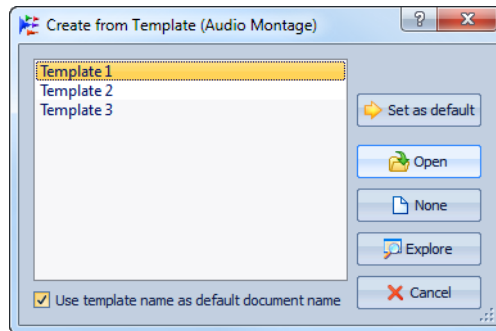 Create from Template (Audio Montage)
Template 1
Template 2
Template 3
Set as default
Open
None
Explore
Cancel
Use template name as default document name